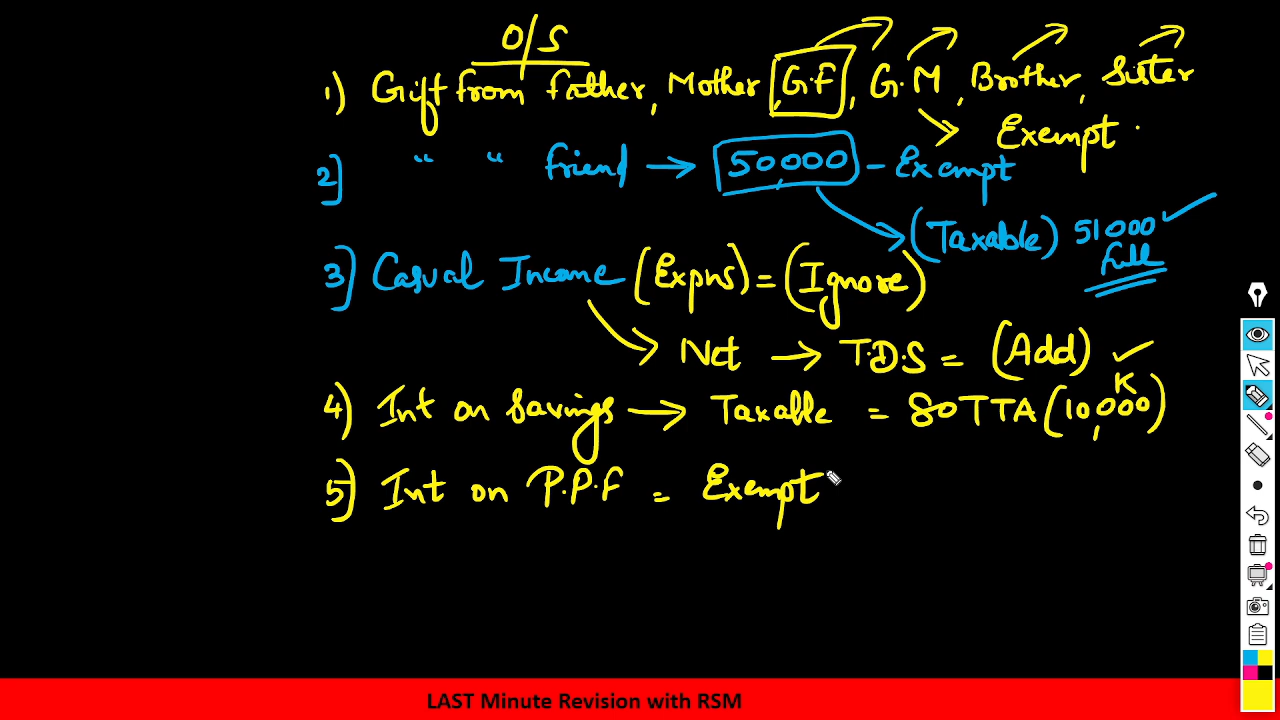 O/S
1) Gift from father, Mother, G.F, G.M, Brother, Sister
Exempt.
2) " " friend → 50,000 - Exempt
(Taxable) 51000 full
3) Casual Income (Expns) = (Ignore)
Net → T.D.S = (Add)
4) Int on Savings → Taxable = 80TTA (10,000) K
5) Int on P.P.F = Exempt
LAST Minute Revision with RSM